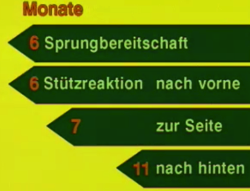 Monate
6 Sprungbereitschaft
6 Stützreaktion nach vorne
7 zur Seite
11 nach hinten